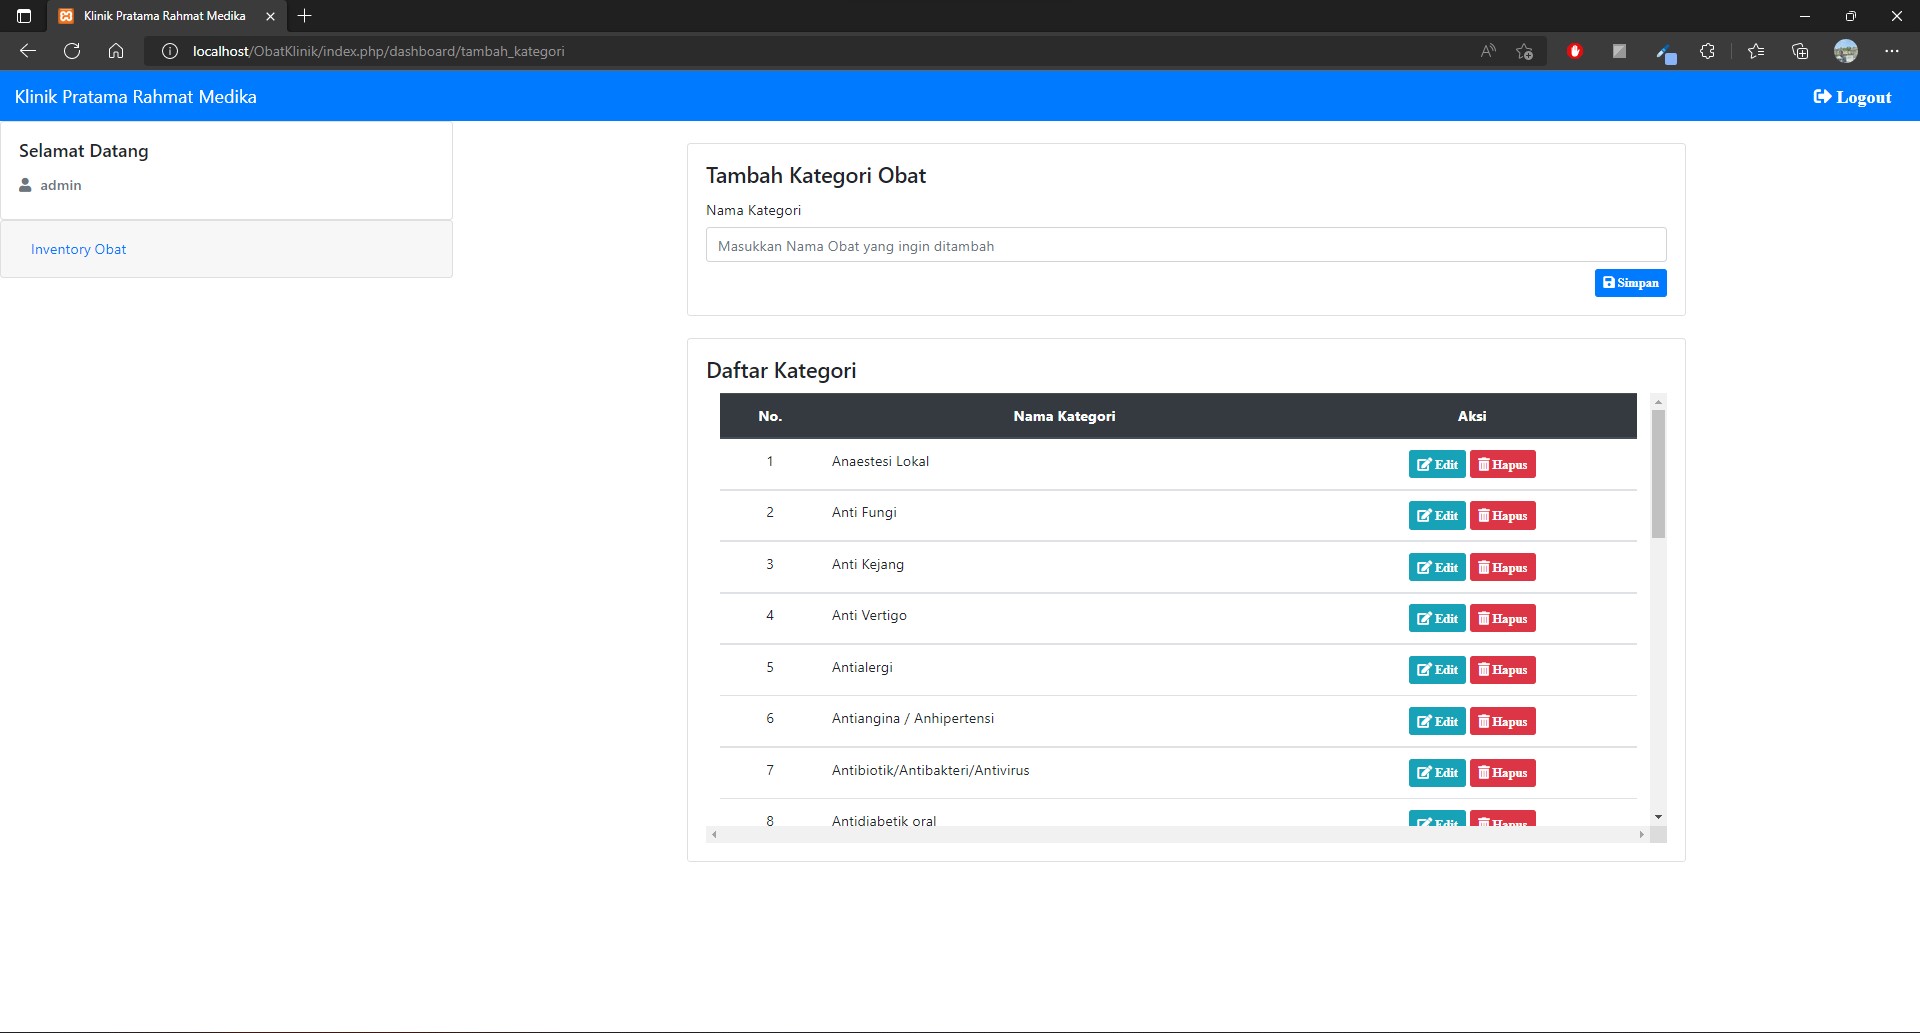 Klinik Pratama Rahmat Medika
localhost/ObatKlinik/index.php/dashboard/tambah_kategori
Klinik Pratama Rahmat Medika
Logout
Selamat Datang
admin
Inventory Obat
Tambah Kategori Obat
Nama Kategori
Masukkan Nama Obat yang ingin ditambah
Simpan
Daftar Kategori
No. Nama Kategori Aksi
1 Anaestesi Lokal Edit Hapus
2 Anti Fungi Edit Hapus
3 Anti Kejang Edit Hapus
4 Anti Vertigo Edit Hapus
5 Antialergi Edit Hapus
6 Antiangina / Anhipertensi Edit Hapus
7 Antibiotik/Antibakteri/Antivirus Edit Hapus
8 Antidiabetik oral Edit Hapus